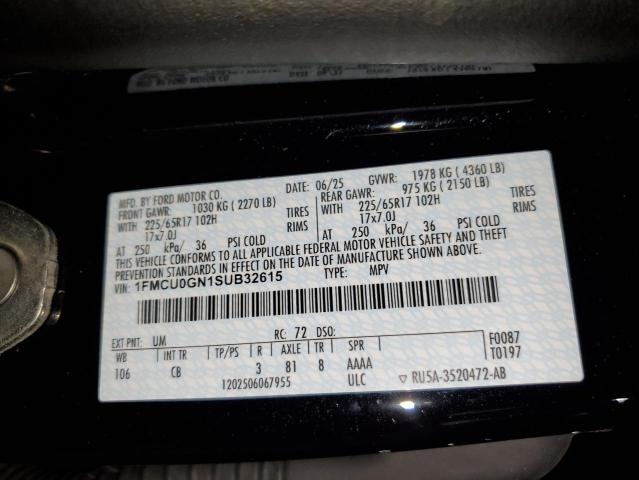 MFD. BY FORD MOTOR CO. DATE: 06/25 GVWR: 1978 KG ( 4360 LB)
FRONT GAWR: 1030 KG ( 2270 LB) REAR GAWR: 975 KG ( 2150 LB)
WITH 225/65R17 102H TIRES WITH 225/65R17 102H TIRES
17x7.0J RIMS 17x7.0J RIMS
AT 250 kPa/ 36 PSI COLD AT 250 kPa/ 36 PSI COLD
THIS VEHICLE CONFORMS TO ALL APPLICABLE FEDERAL MOTOR VEHICLE SAFETY AND THEFT
PREVENTION STANDARDS IN EFFECT ON THE DATE OF MANUFACTURE SHOWN ABOVE.
VIN: 1FMCU0GN1SUB32615 TYPE: MPV
EXT PNT: UM RC: 72 DSO: F0087
WB INT TR TP/PS R AXLE TR SPR T0197
106 CB 3 81 8 AAAA
1202506067955 ULC RU5A-3520472-AB